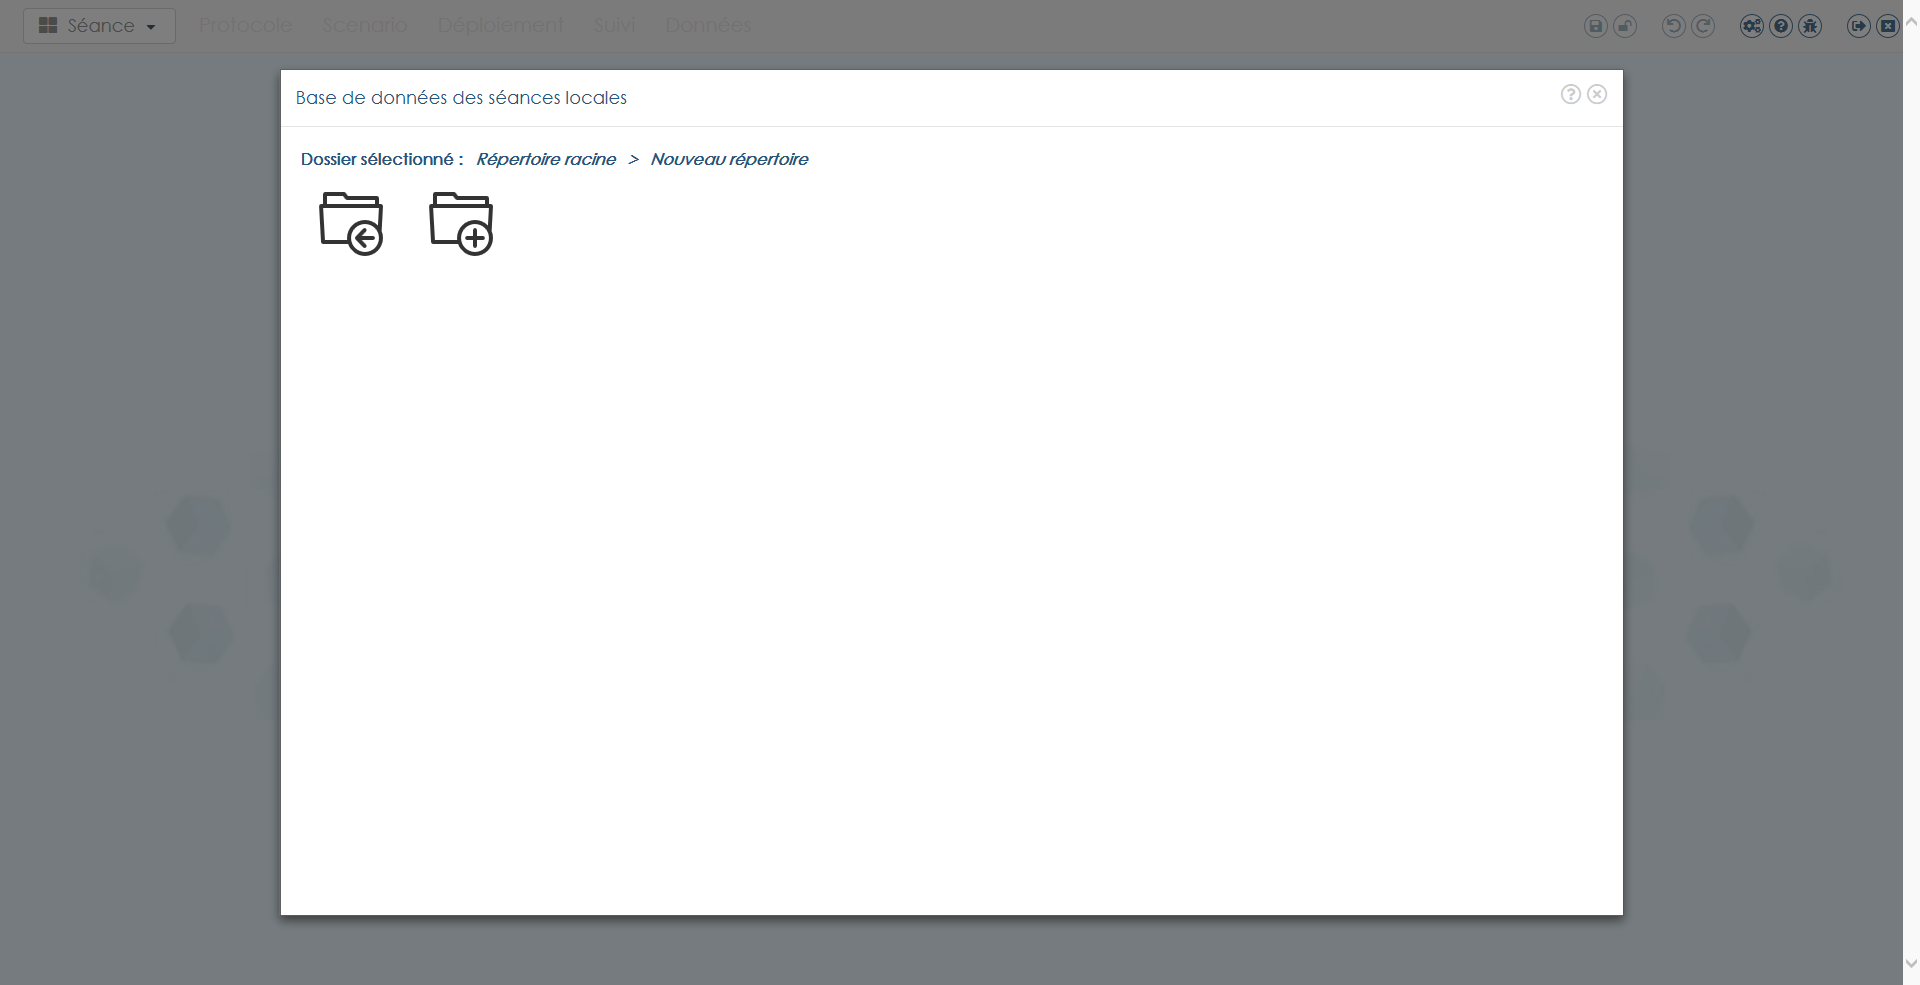 Séance Protocole Scenario Déploiement Suivi Données
Base de données des séances locales
Dossier sélectionné : Répertoire racine > Nouveau répertoire